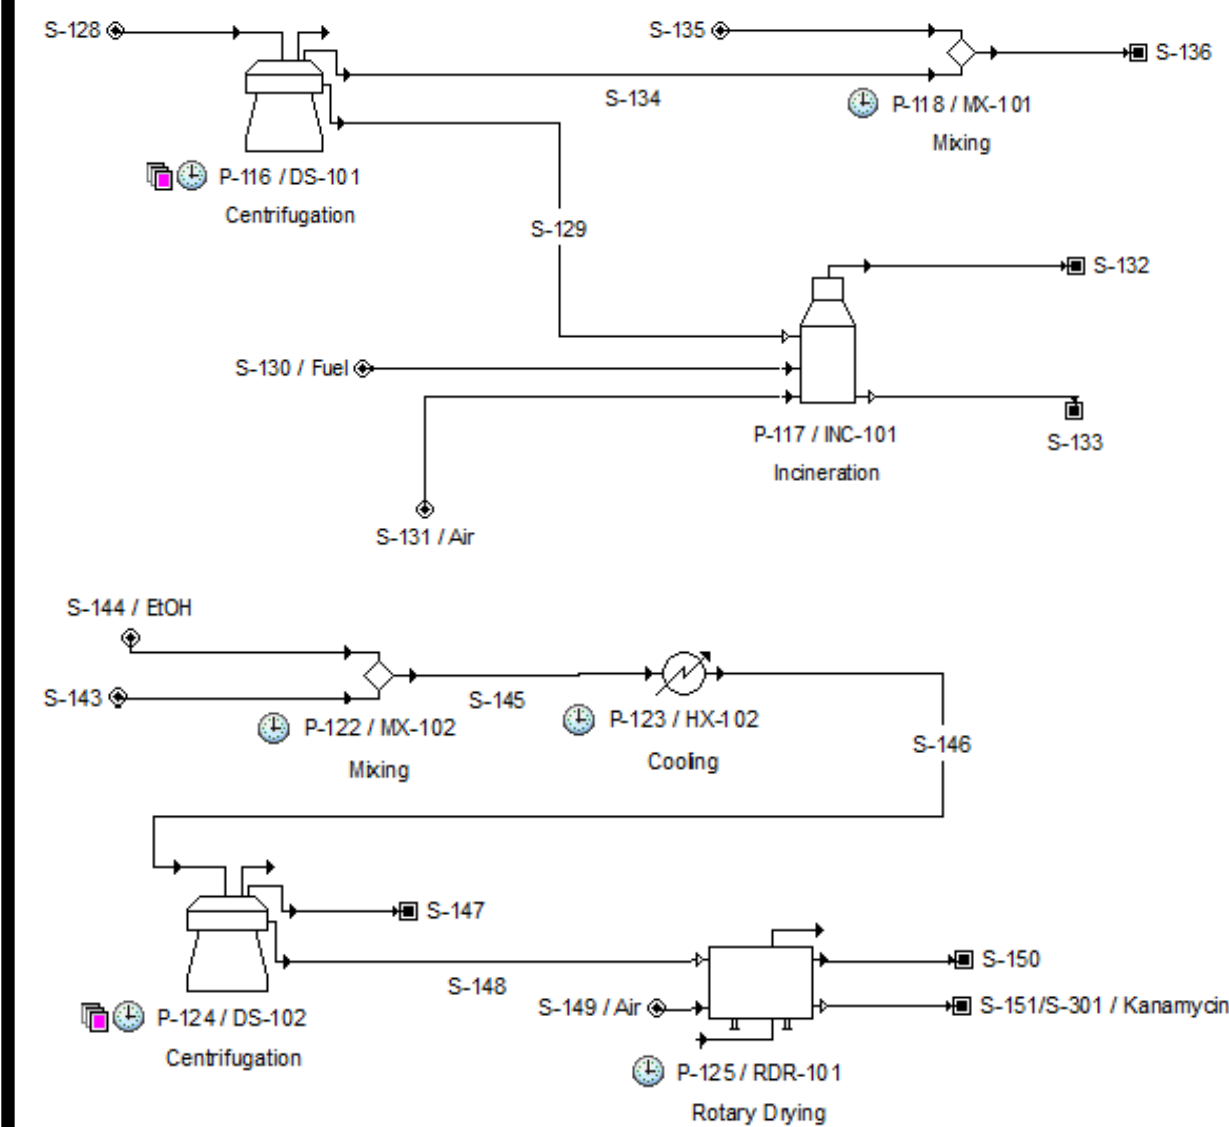 S-128
S-135
S-136
S-134
P-118 / MX-101
Mixing
P-116 / DS-101
Centrifugation
S-129
S-132
S-130 / Fuel
P-117 / INC-101
Incineration
S-133
S-131 / Air
S-144 / EtOH
S-143
S-145
P-122 / MX-102
Mixing
P-123 / HX-102
Cooling
S-146
S-147
S-148
P-124 / DS-102
Centrifugation
S-149 / Air
S-150
S-151/S-301 / Kanamycin
P-125 / RDR-101
Rotary Drying